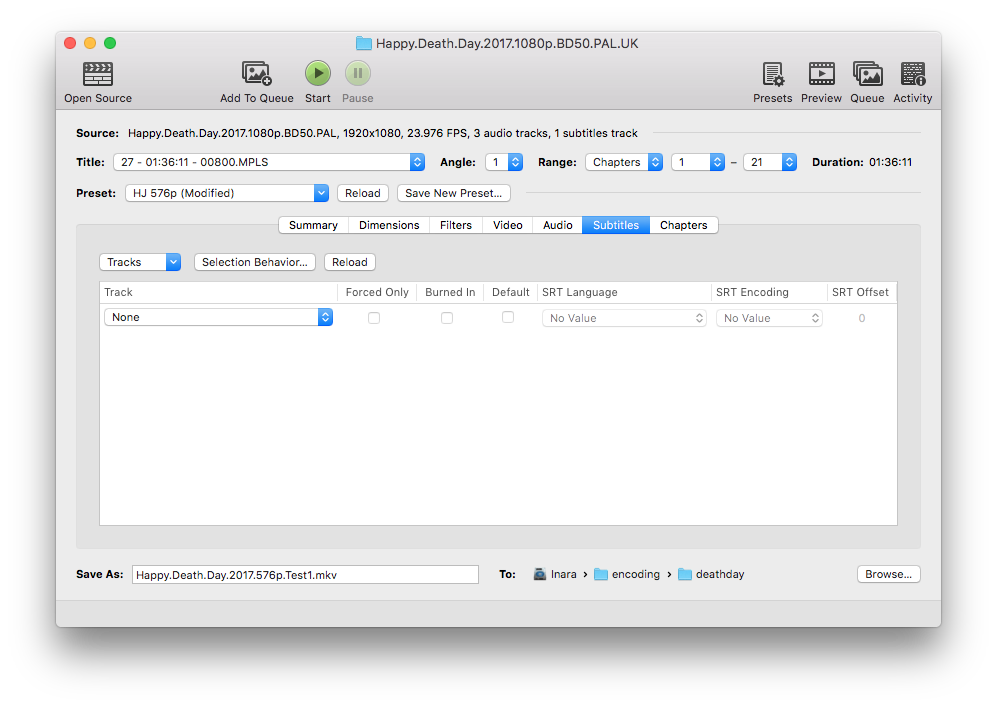 Happy.Death.Day.2017.1080p.BD50.PAL.UK
Open Source Add To Queue Start Pause Presets Preview Queue Activity
Source: Happy.Death.Day.2017.1080p.BD50.PAL, 1920x1080, 23.976 FPS, 3 audio tracks, 1 subtitles track
Title: 27 - 01:36:11 - 00800.MPLS Angle: 1 Range: Chapters 1 – 21 Duration: 01:36:11
Preset: HJ 576p (Modified) Reload Save New Preset...
Summary Dimensions Filters Video Audio Subtitles Chapters
Tracks Selection Behavior... Reload
Track Forced Only Burned In Default SRT Language SRT Encoding SRT Offset
None No Value No Value 0
Save As: Happy.Death.Day.2017.576p.Test1.mkv To: Inara › encoding › deathday Browse...